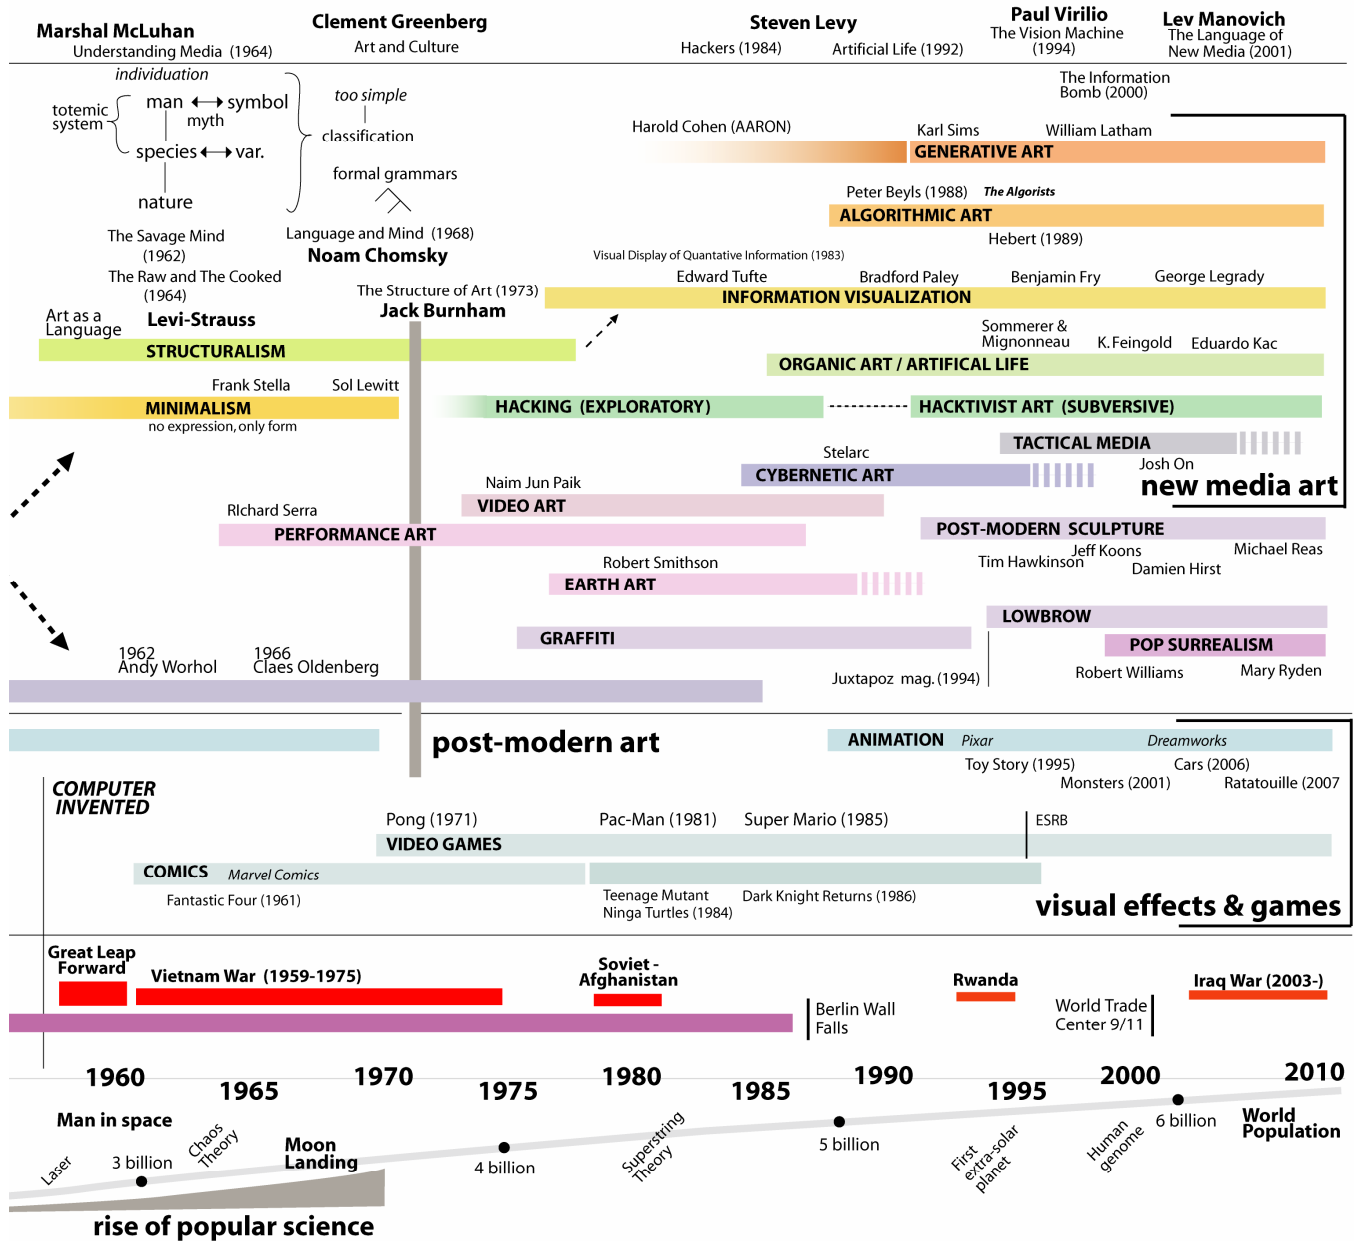 Marshal McLuhan
Understanding Media (1964)
Clement Greenberg
Art and Culture
Steven Levy
Hackers (1984)
Artificial Life (1992)
Paul Virilio
The Vision Machine
(1994)
Lev Manovich
The Language of
New Media (2001)
The Information
Bomb (2000)
individuation
totemic
system
man
symbol
myth
species
var.
nature
too simple
classification
formal grammars
The Savage Mind
(1962)
The Raw and The Cooked
(1964)
Levi-Strauss
Language and Mind (1968)
Noam Chomsky
The Structure of Art (1973)
Jack Burnham
Harold Cohen (AARON)
Karl Sims
William Latham
GENERATIVE ART
Peter Beyls (1988)
The Algorists
ALGORITHMIC ART
Hebert (1989)
Visual Display of Quantative Information (1983)
Edward Tufte
Bradford Paley
Benjamin Fry
George Legrady
INFORMATION VISUALIZATION
Art as a
Language
STRUCTURALISM
Sommerer &
Mignonneau
K. Feingold
Eduardo Kac
ORGANIC ART / ARTIFICAL LIFE
Frank Stella
Sol Lewitt
MINIMALISM
no expression, only form
HACKING (EXPLORATORY)
HACKTIVIST ART (SUBVERSIVE)
TACTICAL MEDIA
Josh On
Stelarc
CYBERNETIC ART
new media art
Naim Jun Paik
VIDEO ART
RIchard Serra
PERFORMANCE ART
POST-MODERN SCULPTURE
Jeff Koons
Tim Hawkinson
Damien Hirst
Michael Reas
Robert Smithson
EARTH ART
LOWBROW
GRAFFITI
POP SURREALISM
Robert Williams
Mary Ryden
Juxtapoz mag. (1994)
1962
Andy Worhol
1966
Claes Oldenberg
post-modern art
ANIMATION
Pixar
Dreamworks
Toy Story (1995)
Cars (2006)
Monsters (2001)
Ratatouille (2007
COMPUTER
INVENTED
Pong (1971)
Pac-Man (1981)
Super Mario (1985)
ESRB
VIDEO GAMES
COMICS
Marvel Comics
Fantastic Four (1961)
Teenage Mutant
Ninga Turtles (1984)
Dark Knight Returns (1986)
visual effects & games
Great Leap
Forward
Vietnam War (1959-1975)
Soviet -
Afghanistan
Rwanda
Iraq War (2003-)
Berlin Wall
Falls
World Trade
Center 9/11
1960
1965
1970
1975
1980
1985
1990
1995
2000
2010
Man in space
Laser
3 billion
Chaos
Theory
Moon
Landing
4 billion
Superstring
Theory
5 billion
First
extra-solar
planet
Human
genome
6 billion
World
Population
rise of popular science